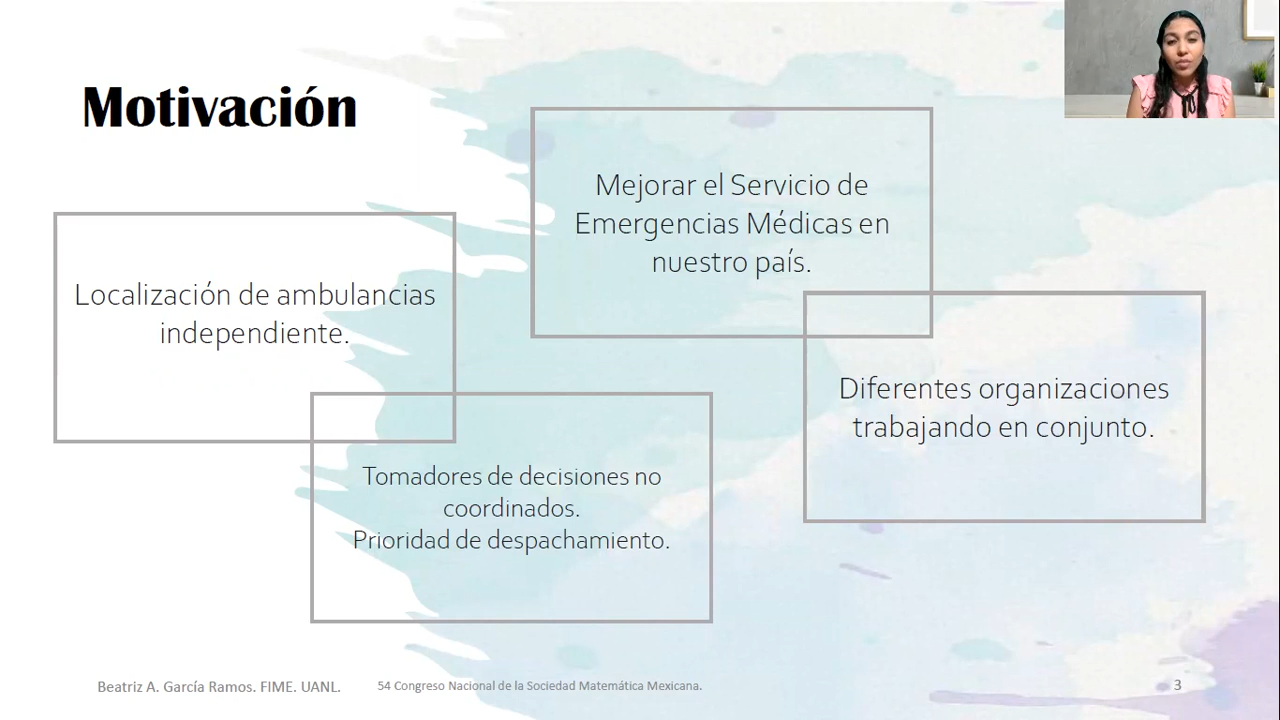 Motivación
Localización de ambulancias
independiente.
Tomadores de decisiones no
coordinados.
Prioridad de despachamiento.
Mejorar el Servicio de
Emergencias Médicas en
nuestro país.
Diferentes organizaciones
trabajando en conjunto.
Beatriz A. García Ramos. FIME. UANL.
54 Congreso Nacional de la Sociedad Matemática Mexicana.
3